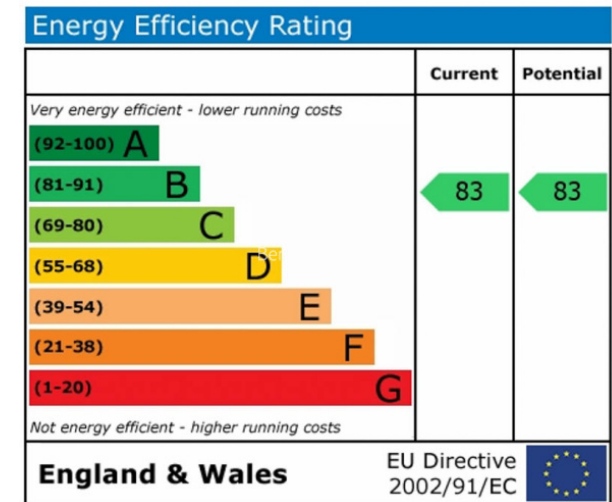 Energy Efficiency Rating
Current Potential
Very energy efficient - lower running costs
(92-100) A
(81-91) B
83 83
(69-80) C
(55-68) D
(39-54) E
(21-38) F
(1-20) G
Not energy efficient - higher running costs
England & Wales
EU Directive
2002/91/EC